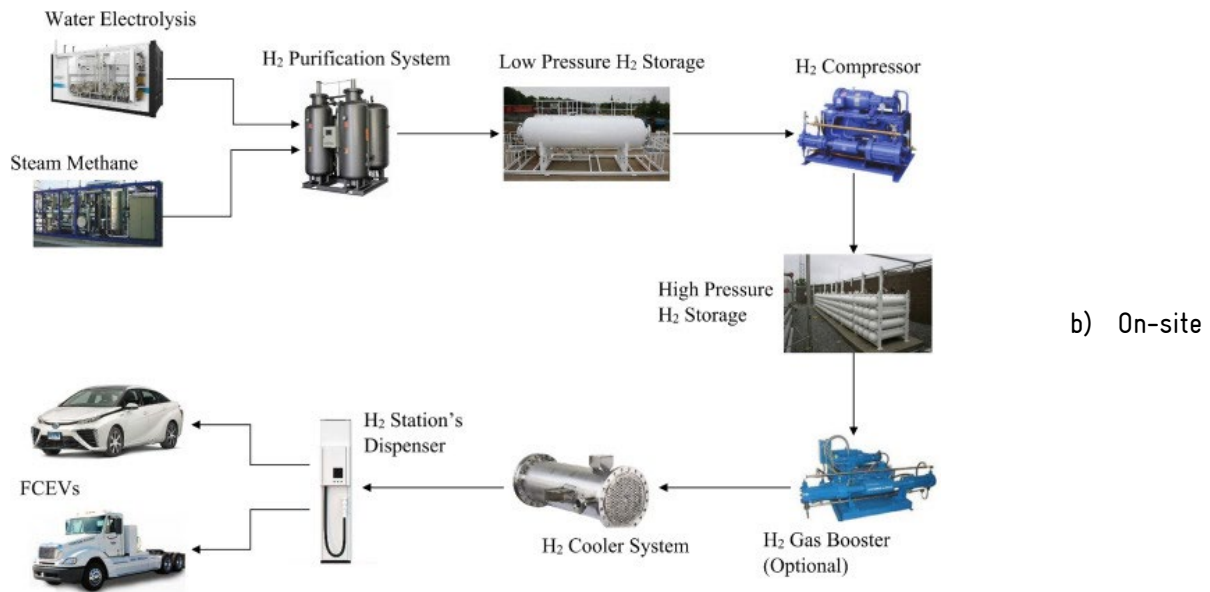 Water Electrolysis
H₂ Purification System
Low Pressure H₂ Storage
H₂ Compressor
Steam Methane
High Pressure
H₂ Storage
b) On-site
H₂ Station's
Dispenser
FCEVs
H₂ Cooler System
H₂ Gas Booster
(Optional)